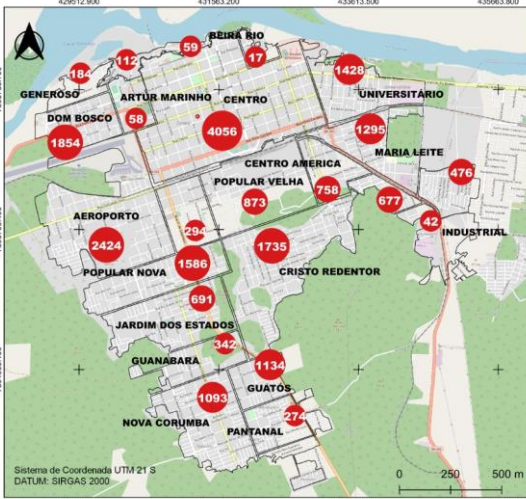 429512.900 431563.200 433613.500 435663.800
BEIRA RIO
59
17
112
184
1428
GENEROSO
ARTUR MARINHO
CENTRO
UNIVERSITÁRIO
DOM BOSCO
58
1854
4056
1295
MARIA LEITE
CENTRO AMERICA
476
POPULAR VELHA
758
873
677
AEROPORTO
294
42
INDUSTRIAL
2424
1735
1586
POPULAR NOVA
CRISTO REDENTOR
691
JARDIM DOS ESTADOS
342
GUANABARA
1134
GUATÓS
1093
274
NOVA CORUMBA
PANTANAL
Sistema de Coordenada UTM 21 S
DATUM: SIRGAS 2000
0 250 500 m